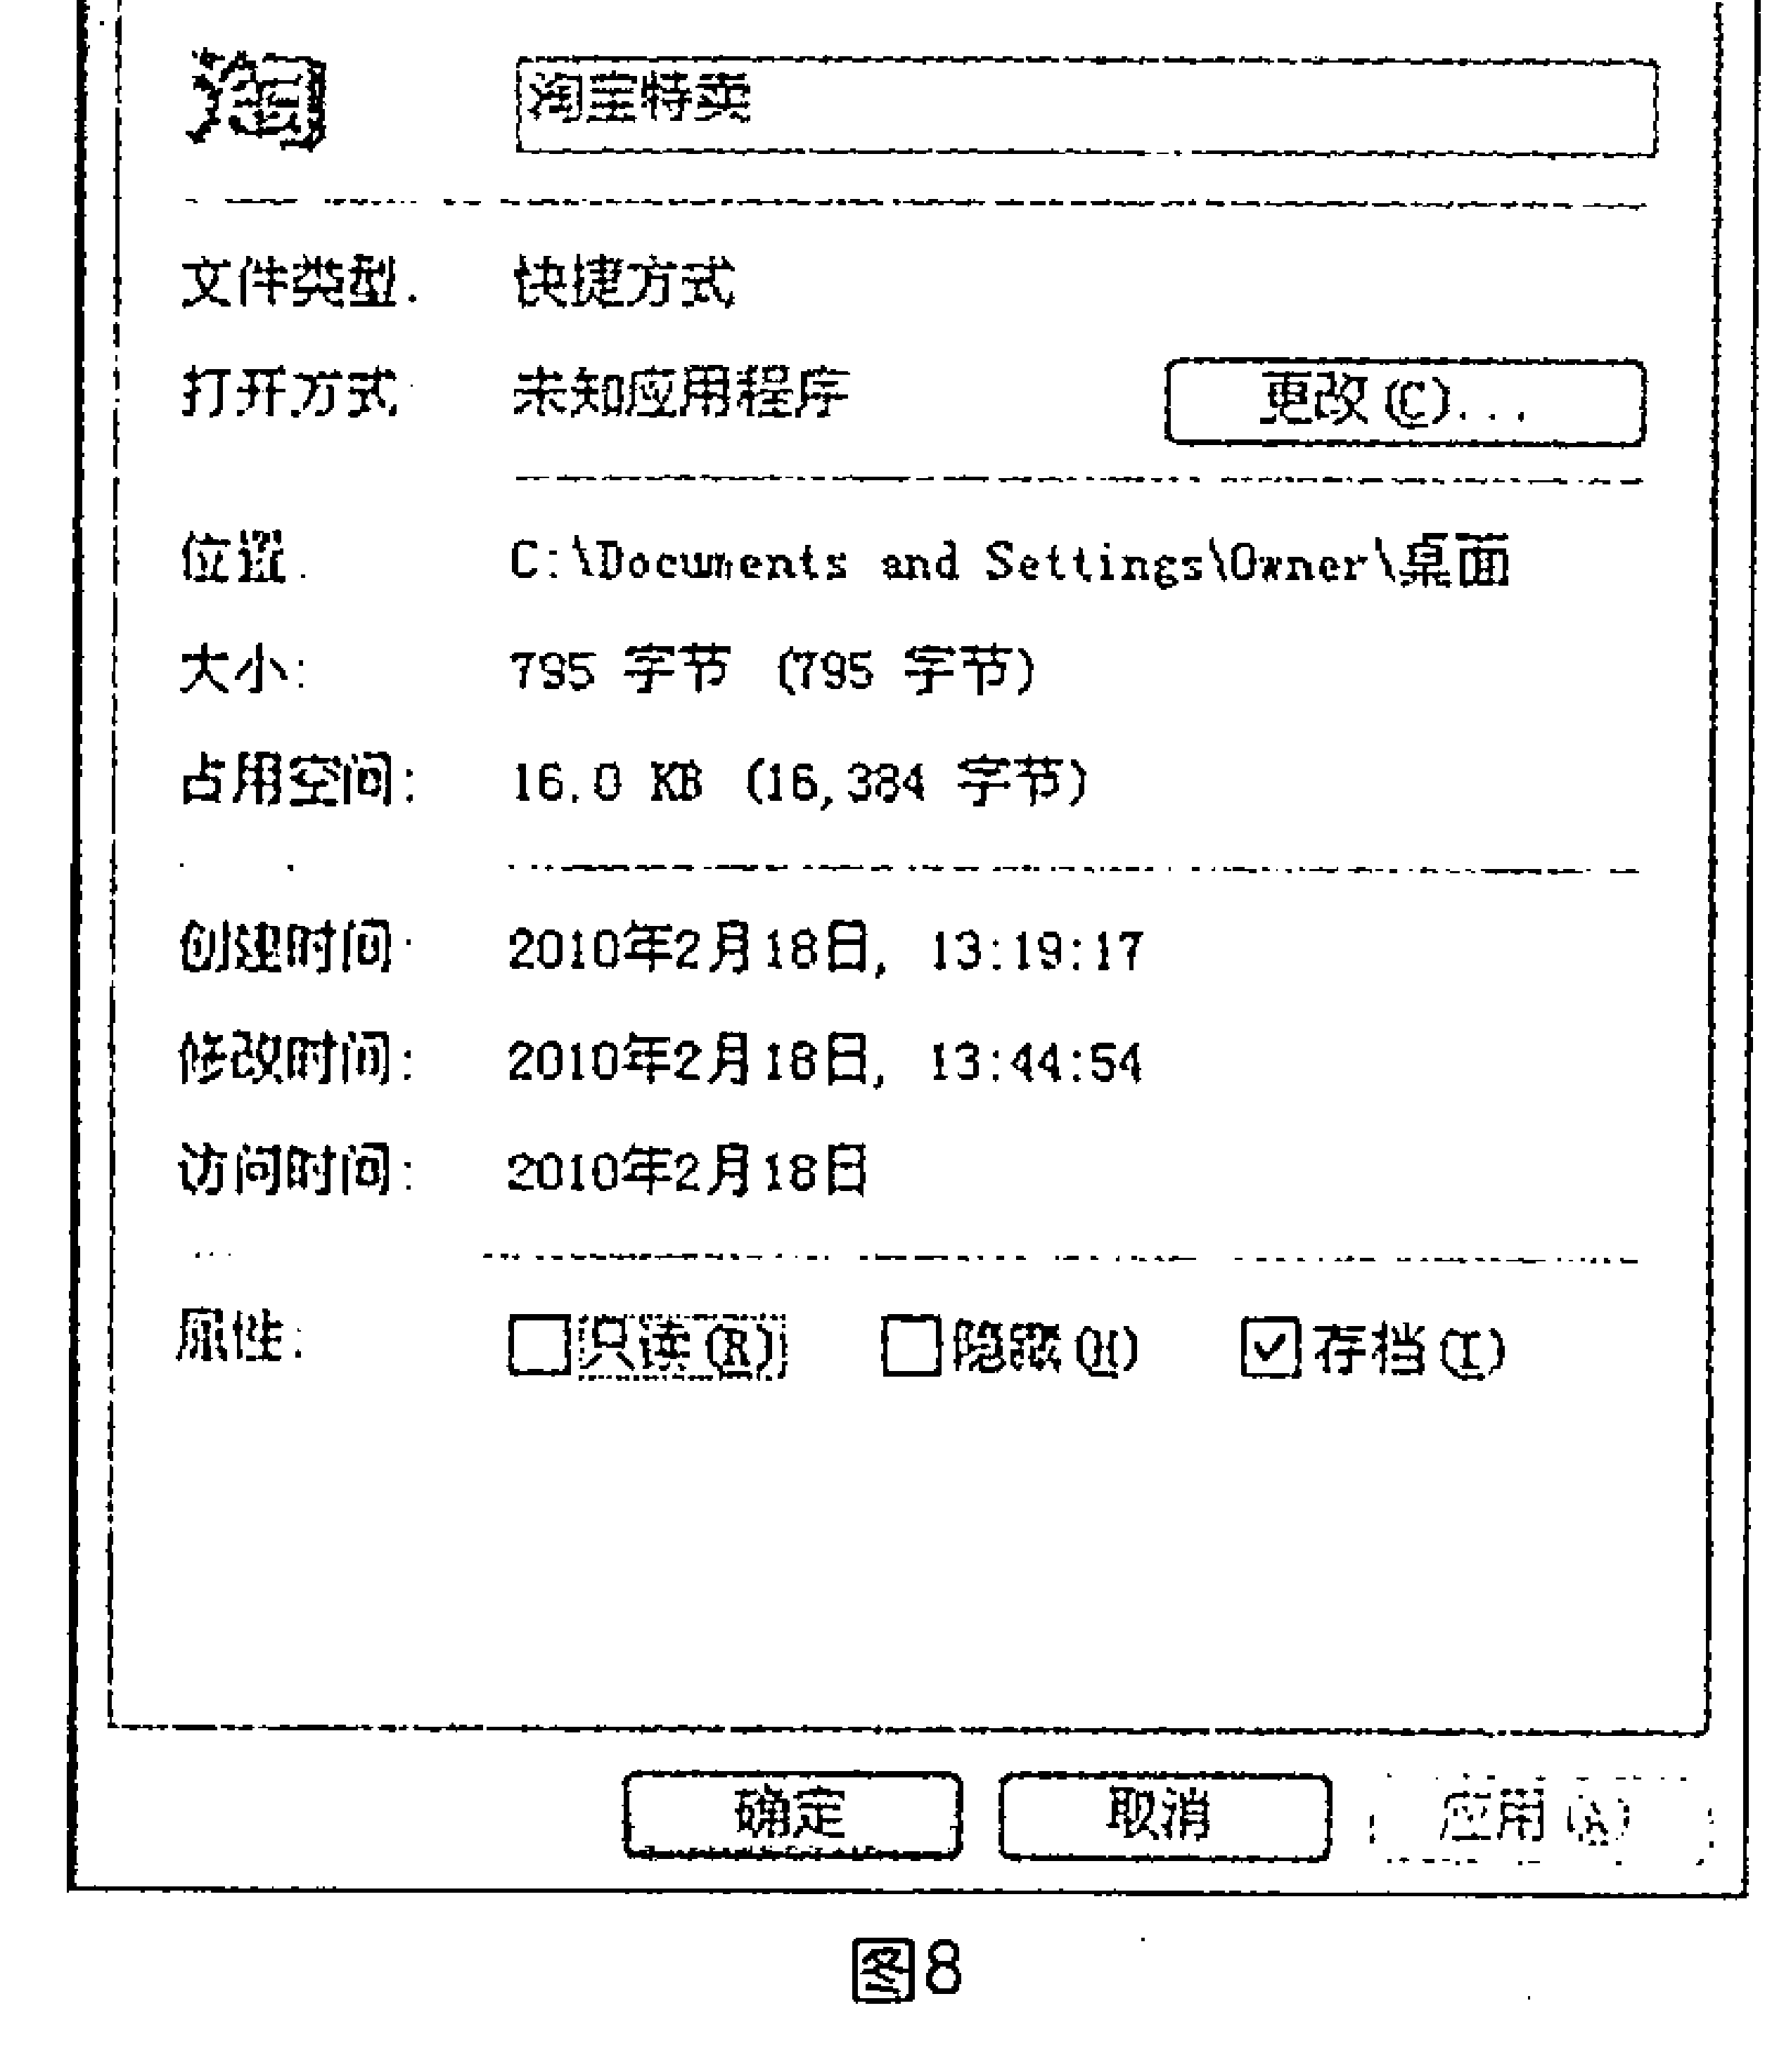 淘
淘宝特卖
文件类型: 快捷方式
打开方式: 未知应用程序 更改(C)...
位置: C:\Documents and Settings\Owner\桌面
大小: 795 字节 (795 字节)
占用空间: 16.0 KB (16,384 字节)
创建时间: 2010年2月18日, 13:19:17
修改时间: 2010年2月18日, 13:44:54
访问时间: 2010年2月18日
属性: 只读(R) 隐藏(H) 存档(I)
确定 取消 应用(A)
图8